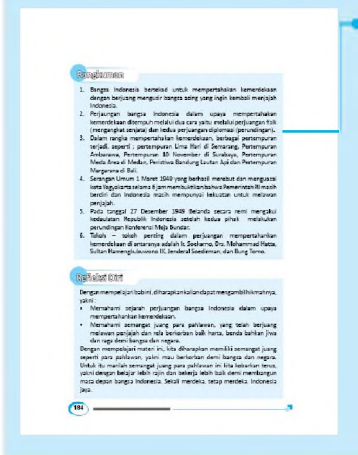 Rangkuman
1. Bangsa Indonesia bertekad untuk mempertahankan kemerdekaan
dengan berjuang mengusir bangsa asing yang ingin kembali menjajah
Indonesia.
2. Perjuangan bangsa Indonesia dalam upaya mempertahankan
kemerdekaan ditempuh melalui dua cara yaitu melalui perjuangan fisik
(mengangkat senjata) dan kedua perjuangan diplomasi (perundingan).
3. Dalam rangka mempertahankan kemerdekaan, berbagai pertempuran
terjadi, seperti ; pertempuran Lima Hari di Semarang, Pertempuran
Ambarawa, Pertempuran 10 November di Surabaya, Pertempuran
Medan Area di Medan, Peristiwa Bandung Lautan Api dan Pertempuran
Margarana di Bali.
4. Serangan Umum 1 Maret 1949 yang berhasil merebut dan menguasai
kota Yogyakarta selama 6 jam membuktikan bahwa Pemerintah RI masih
berdiri dan Indonesia masih mempunyai kekuatan untuk melawan
penjajah.
5. Pada tanggal 27 Desember 1949 Belanda secara resmi mengakui
kedaulatan Republik Indonesia setelah kedua pihak melakukan
perundingan Konferensi Meja Bundar.
6. Tokoh – tokoh penting dalam perjuangan mempertahankan
kemerdekaan di antaranya adalah Ir. Soekarno, Drs. Mohammad Hatta,
Sultan Hamengkubuwono IX, Jenderal Soedirman, dan Bung Tomo.
Refleksi Diri
Dengan mempelajari bab ini, diharapkan kalian dapat mengambil hikmahnya,
yakni :
• Memahami sejarah perjuangan bangsa Indonesia dalam upaya
mempertahankan kemerdekaan.
• Memahami semangat juang para pahlawan, yang telah berjuang
melawan penjajah dan rela berkorban baik harta, benda bahkan jiwa
dan raga demi bangsa dan negara.
Dengan mempelajari materi ini, kita diharapkan memiliki semangat juang
seperti para pahlawan, yakni mau berkorban demi bangsa dan negara.
Untuk itu marilah semangat juang para pahlawan ini kita kobarkan terus,
yakni dengan belajar lebih rajin dan bekerja lebih baik demi membangun
masa depan bangsa Indonesia. Sekali merdeka, tetap merdeka. Indonesia
jaya.
184